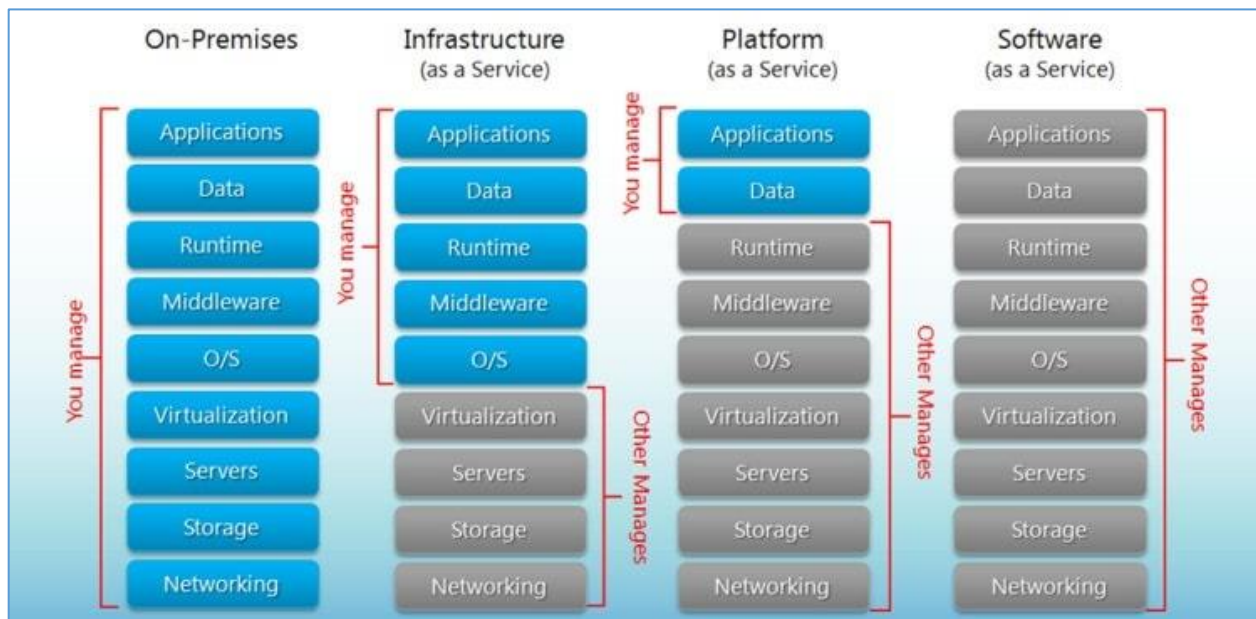 On-Premises
Infrastructure
(as a Service)
Platform
(as a Service)
Software
(as a Service)
You manage
Applications
Data
Runtime
Middleware
O/S
Virtualization
Servers
Storage
Networking
You manage
Applications
Data
Runtime
Middleware
O/S
Virtualization
Servers
Storage
Networking
Other Manages
You manage
Applications
Data
Runtime
Middleware
O/S
Virtualization
Servers
Storage
Networking
Other Manages
Applications
Data
Runtime
Middleware
O/S
Virtualization
Servers
Storage
Networking
Other Manages